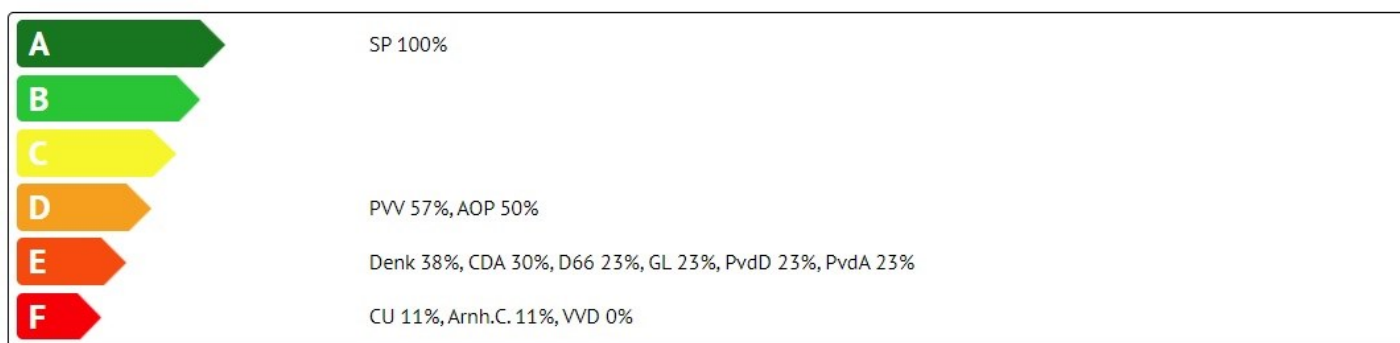 A SP 100%
B
C
D PVV 57%, AOP 50%
E Denk 38%, CDA 30%, D66 23%, GL 23%, PvdD 23%, PvdA 23%
F CU 11%, Arnh.C. 11%, VVD 0%